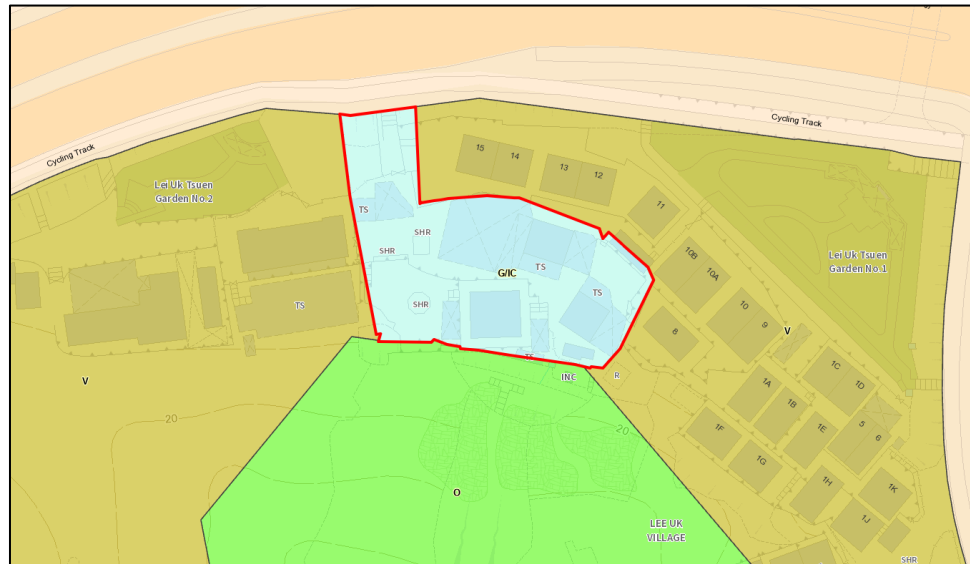 Cycling Track
Cycling Track
Lei Uk Tsuen
Garden No.2
15
14
13
12
11
TS
SHR
SHR
G/IC
TS
TS
SHR
TS
10B
10A
10
9
8
V
Lei Uk Tsuen
Garden No.1
TS
INC
R
1C
1D
1A
1B
1E
5
6
1F
1G
1H
1K
1J
V
20
20
O
LEE UK
VILLAGE
SHR